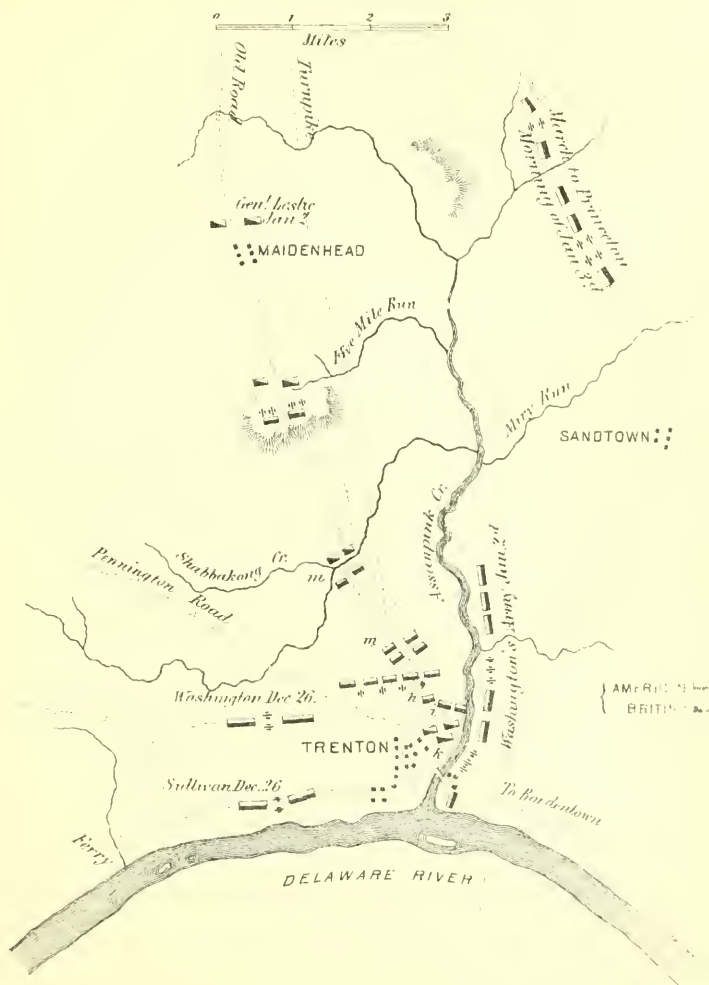 0 1 2 3
Miles
Old Road
Turnpike
March to Princeton
Morning of Jan 3d
Genl. Leslie
Jan 2
MAIDENHEAD
Five Mile Run
Miry Run
SANDTOWN
Assanpink Cr.
Shabbakong Cr.
m
Pennington Road
Washington's Army Jan 2d
m
Washington Dec 26.
h
i
k
TRENTON
Sullivan Dec. 26
To Bordentown
Ferry
DELAWARE RIVER